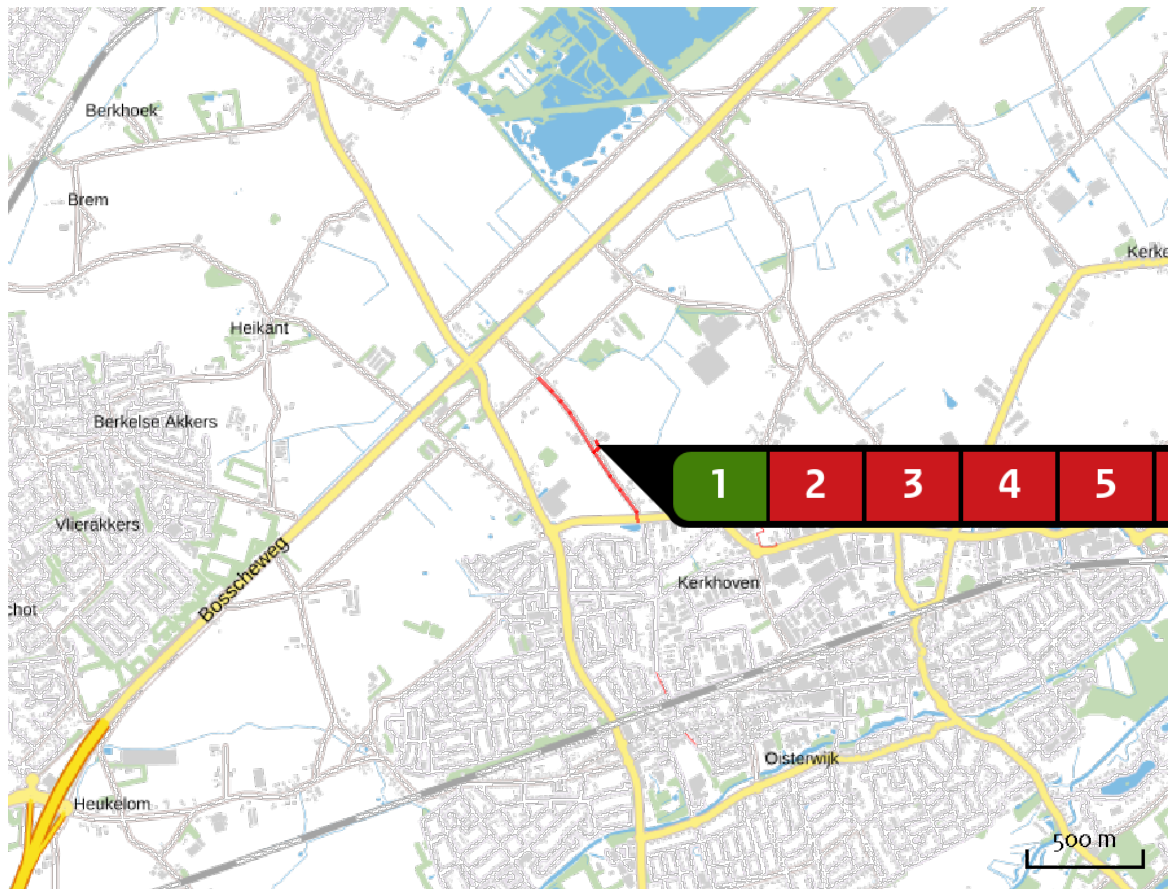 Berkhoek
Brem
Kerke
Heikant
Berkelse Akkers
1 2 3 4 5
Vlierakkers
Bosscheweg
chot
Kerkhoven
Oisterwijk
Heukelom
500 m